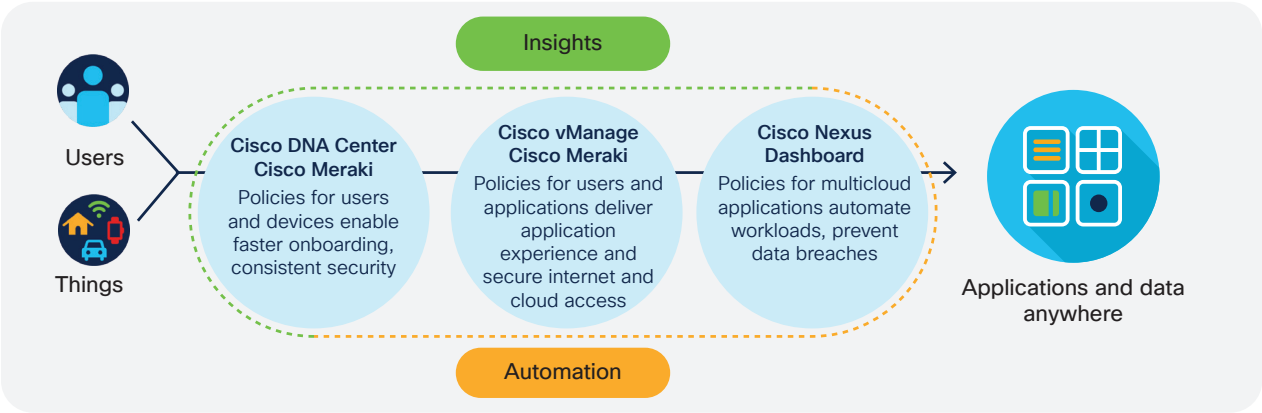 Insights
Users
Things
Cisco DNA Center
Cisco Meraki
Policies for users
and devices enable
faster onboarding,
consistent security
Cisco vManage
Cisco Meraki
Policies for users and
applications deliver
application
experience and
secure internet and
cloud access
Cisco Nexus
Dashboard
Policies for multicloud
applications automate
workloads, prevent
data breaches
Applications and data
anywhere
Automation